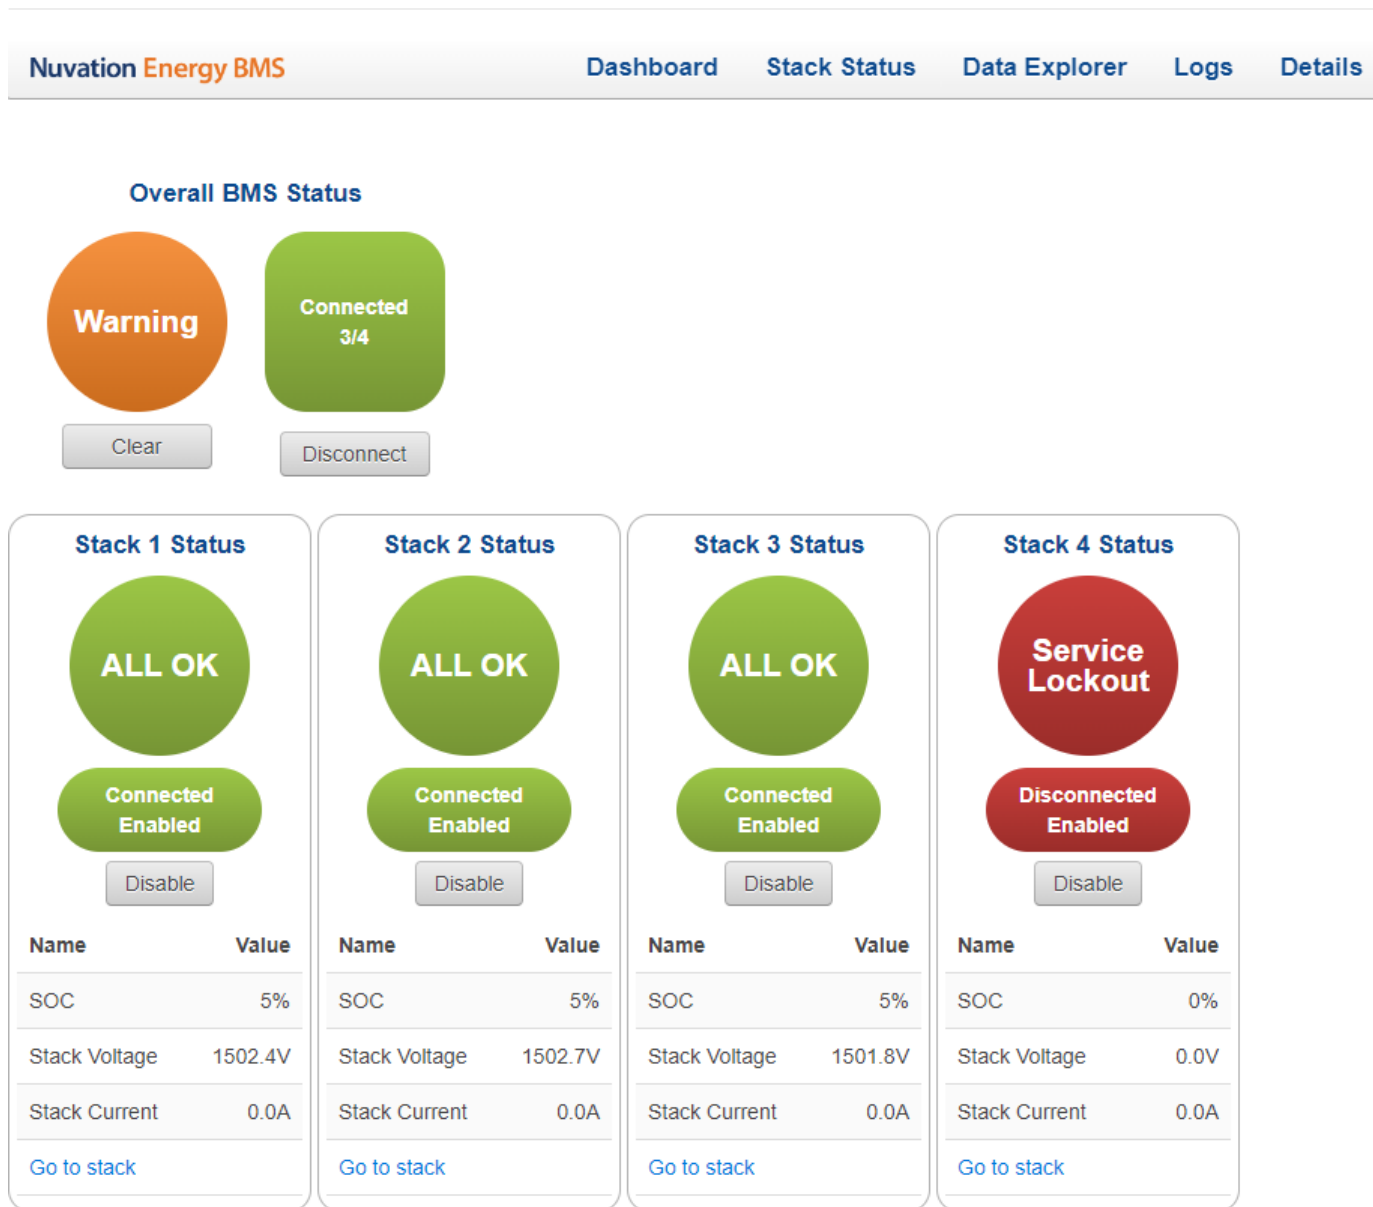 Nuvation Energy BMS
Dashboard Stack Status Data Explorer Logs Details
Overall BMS Status
Warning
Connected
3/4
Clear
Disconnect
Stack 1 Status
ALL OK
Connected
Enabled
Disable
Name Value
SOC 5%
Stack Voltage 1502.4V
Stack Current 0.0A
Go to stack
Stack 2 Status
ALL OK
Connected
Enabled
Disable
Name Value
SOC 5%
Stack Voltage 1502.7V
Stack Current 0.0A
Go to stack
Stack 3 Status
ALL OK
Connected
Enabled
Disable
Name Value
SOC 5%
Stack Voltage 1501.8V
Stack Current 0.0A
Go to stack
Stack 4 Status
Service
Lockout
Disconnected
Enabled
Disable
Name Value
SOC 0%
Stack Voltage 0.0V
Stack Current 0.0A
Go to stack